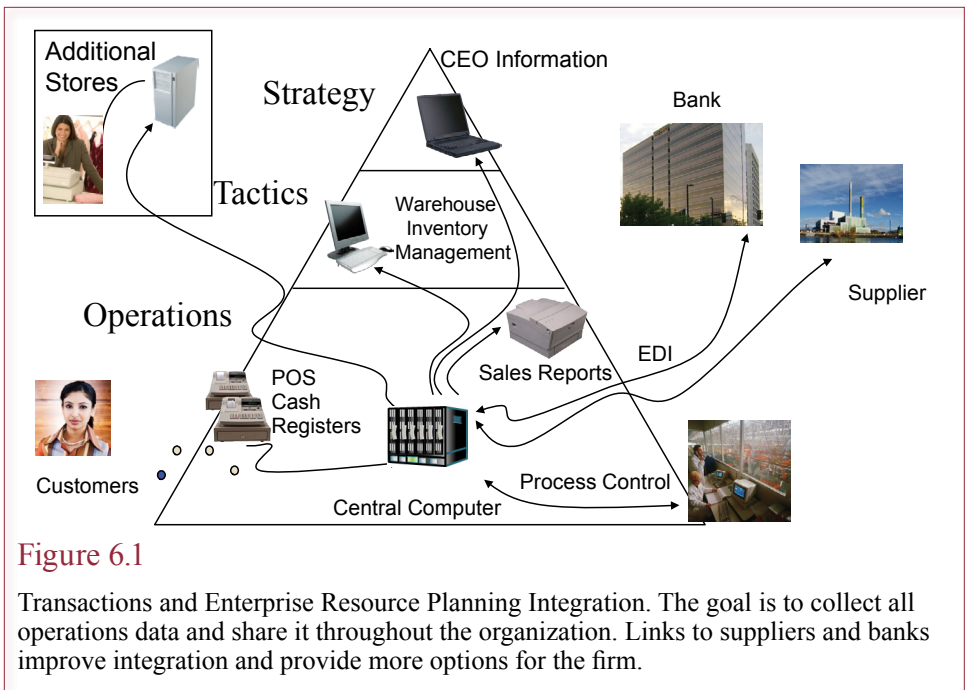 Additional
Stores
CEO Information
Strategy
Bank
Tactics
Warehouse
Inventory
Management
Supplier
Operations
EDI
Sales Reports
POS
Cash
Registers
Customers
Process Control
Central Computer
Figure 6.1
Transactions and Enterprise Resource Planning Integration. The goal is to collect all
operations data and share it throughout the organization. Links to suppliers and banks
improve integration and provide more options for the firm.